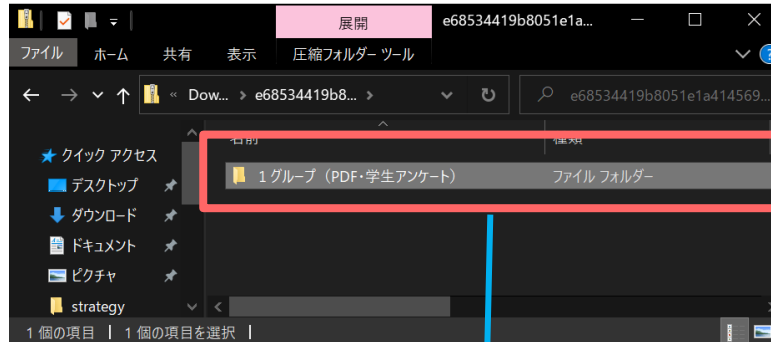 展開
e68534419b8051e1a...
ファイル
ホーム
共有
表示
圧縮フォルダー ツール
« Dow... > e68534419b8... >
e68534419b8051e1a414569...
名前
種類
クイック アクセス
1グループ（PDF・学生アンケート）
ファイル フォルダー
デスクトップ
ダウンロード
ドキュメント
ピクチャ
strategy
1 個の項目
1 個の項目を選択